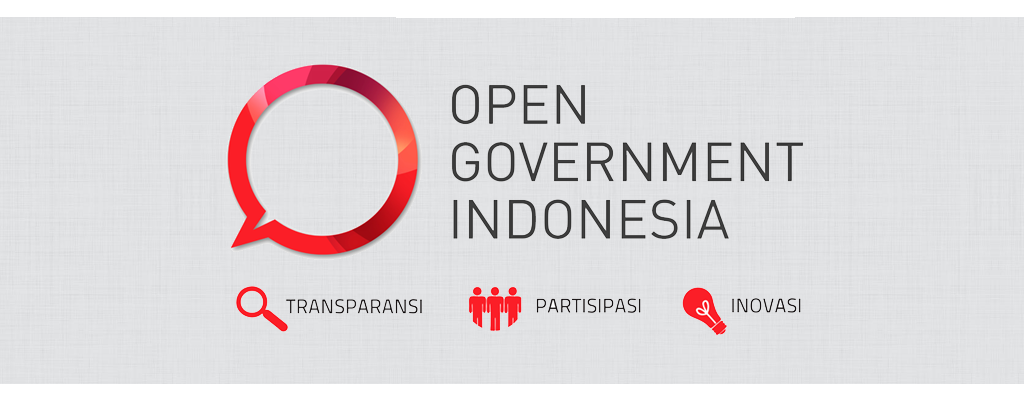 OPEN
GOVERNMENT
INDONESIA
TRANSPARANSI PARTISIPASI INOVASI